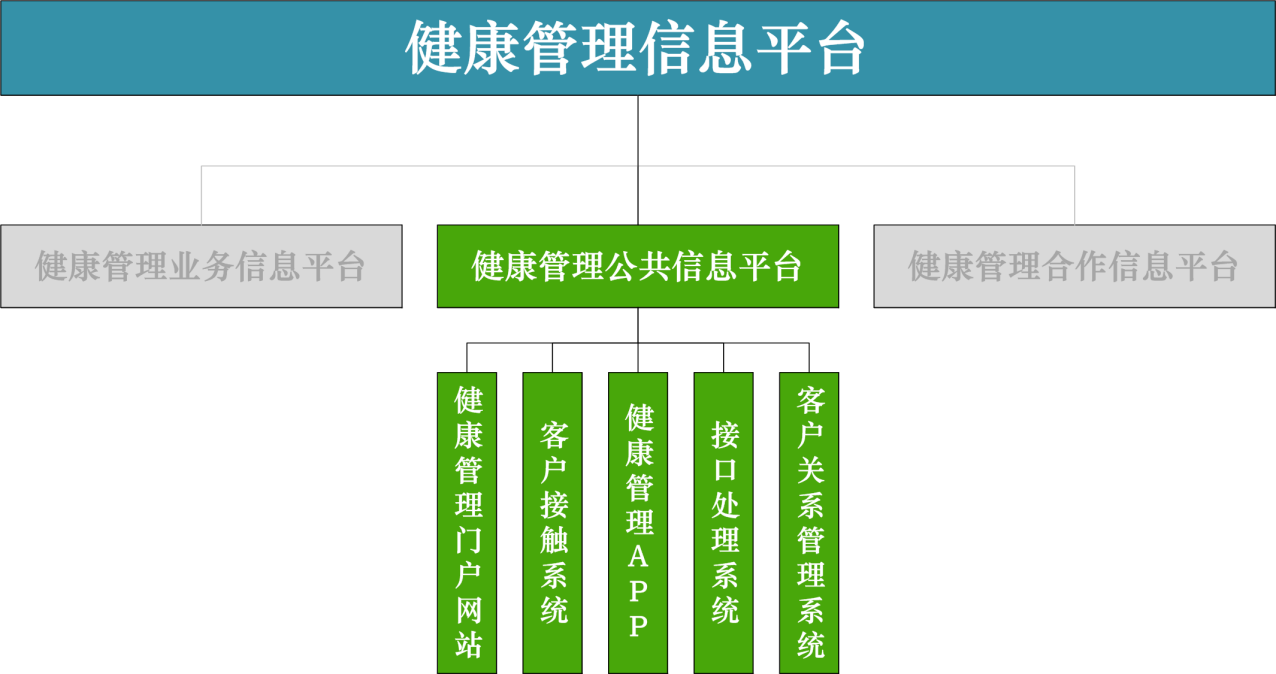 健康管理信息平台
健康管理业务信息平台
健康管理公共信息平台
健康管理合作信息平台
健康管理门户网站
客户接触系统
健康管理APP
接口处理系统
客户关系管理系统